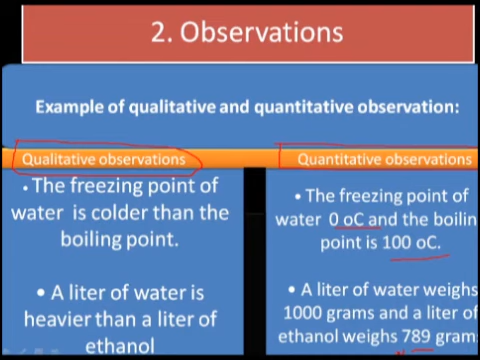 2. Observations
Example of qualitative and quantitative observation:
Qualitative observations
• The freezing point of
water is colder than the
boiling point.
• A liter of water is
heavier than a liter of
ethanol
Quantitative observations
• The freezing point of
water 0 oC and the boilin
point is 100 oC.
• A liter of water weighs
1000 grams and a liter of
ethanol weighs 789 grams